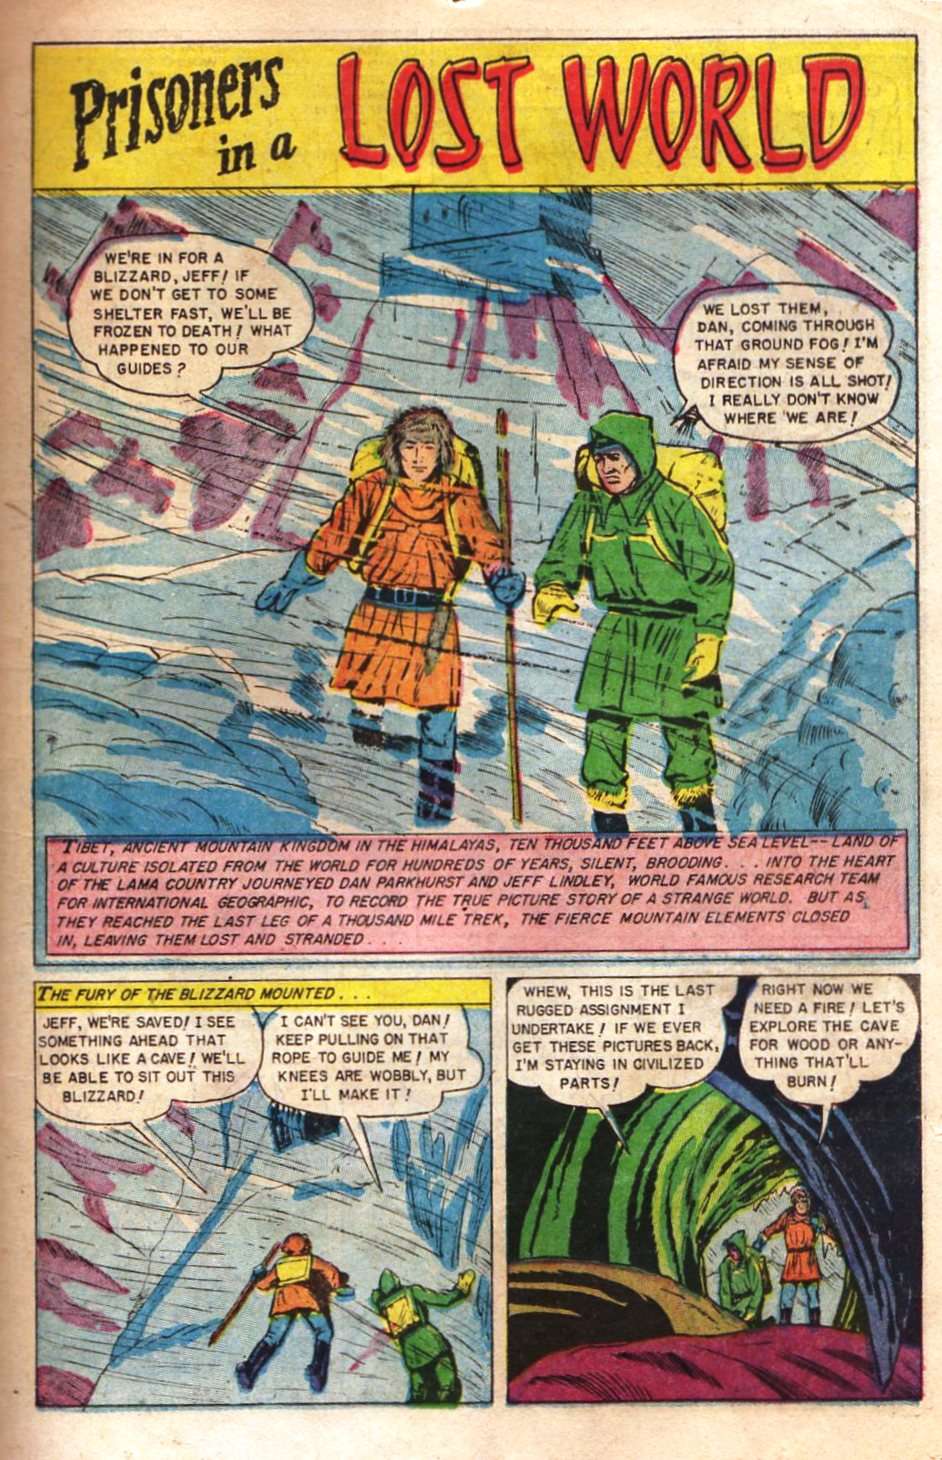 Prisoners
in a
LOST WORLD
WE'RE IN FOR A
BLIZZARD, JEFF! IF
WE DON'T GET TO SOME
SHELTER FAST, WE'LL BE
FROZEN TO DEATH! WHAT
HAPPENED TO OUR
GUIDES?
WE LOST THEM,
DAN, COMING THROUGH
THAT GROUND FOG! I'M
AFRAID MY SENSE OF
DIRECTION IS ALL SHOT!
I REALLY DON'T KNOW
WHERE WE ARE!
TIBET, ANCIENT MOUNTAIN KINGDOM IN THE HIMALAYAS, TEN THOUSAND FEET ABOVE SEA LEVEL-- LAND OF
A CULTURE ISOLATED FROM THE WORLD FOR HUNDREDS OF YEARS, SILENT, BROODING. . . INTO THE HEART
OF THE LAMA COUNTRY JOURNEYED DAN PARKHURST AND JEFF LINDLEY, WORLD FAMOUS RESEARCH TEAM
FOR INTERNATIONAL GEOGRAPHIC, TO RECORD THE TRUE PICTURE STORY OF A STRANGE WORLD. BUT AS
THEY REACHED THE LAST LEG OF A THOUSAND MILE TREK, THE FIERCE MOUNTAIN ELEMENTS CLOSED
IN, LEAVING THEM LOST AND STRANDED . . .
THE FURY OF THE BLIZZARD MOUNTED . . .
JEFF, WE'RE SAVED! I SEE
SOMETHING AHEAD THAT
LOOKS LIKE A CAVE! WE'LL
BE ABLE TO SIT OUT THIS
BLIZZARD!
I CAN'T SEE YOU, DAN!
KEEP PULLING ON THAT
ROPE TO GUIDE ME! MY
KNEES ARE WOBBLY, BUT
I'LL MAKE IT!
WHEW, THIS IS THE LAST
RUGGED ASSIGNMENT I
UNDERTAKE! IF WE EVER
GET THESE PICTURES BACK,
I'M STAYING IN CIVILIZED
PARTS!
RIGHT NOW WE
NEED A FIRE! LET'S
EXPLORE THE CAVE
FOR WOOD OR ANY-
THING THAT'LL
BURN!